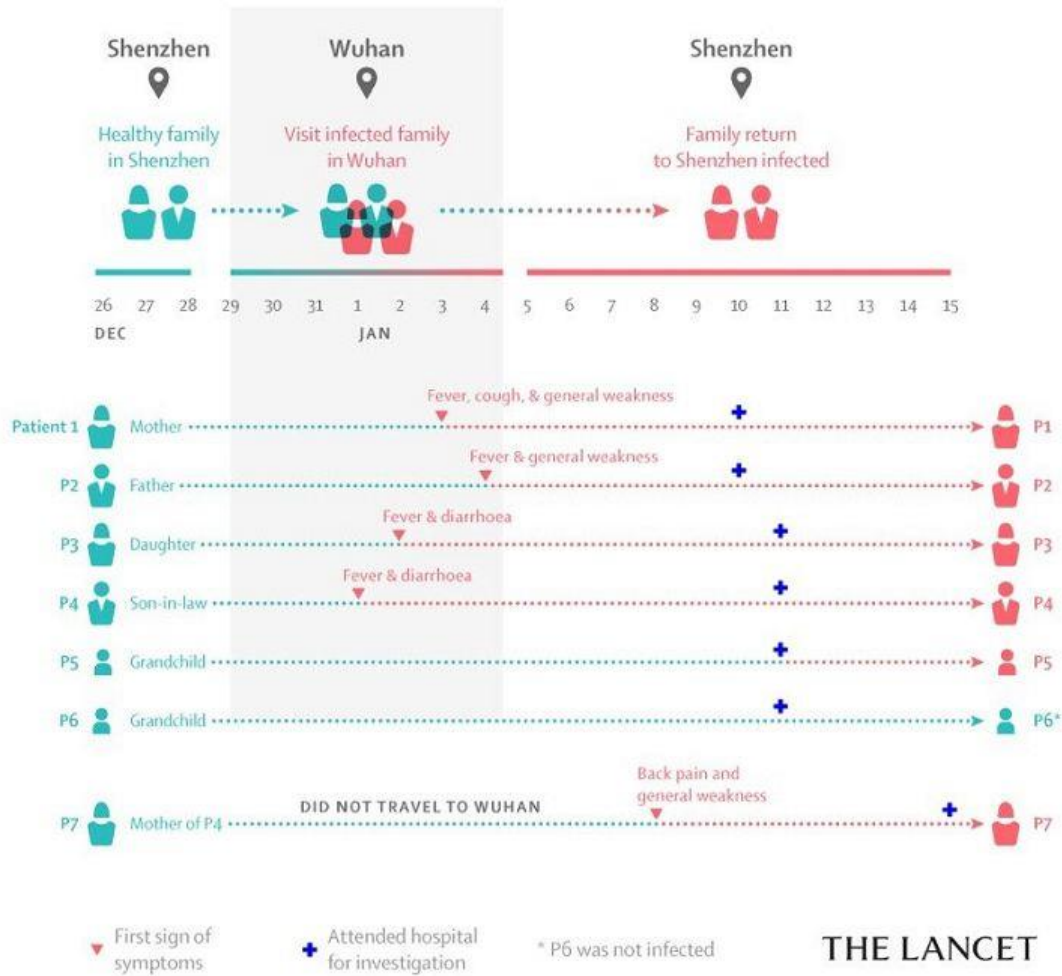 Shenzhen
Wuhan
Shenzhen
Healthy family
in Shenzhen
Visit infected family
in Wuhan
Family return
to Shenzhen infected
26 27 28 29 30 31 1 2 3 4 5 6 7 8 9 10 11 12 13 14 15
DEC JAN
Fever, cough, & general weakness
Patient 1 Mother P1
Fever & general weakness
P2 Father P2
Fever & diarrhoea
P3 Daughter P3
Fever & diarrhoea
P4 Son-in-law P4
P5 Grandchild P5
P6 Grandchild P6*
Back pain and
general weakness
DID NOT TRAVEL TO WUHAN
P7 Mother of P4 P7
First sign of
symptoms
Attended hospital
for investigation
* P6 was not infected
THE LANCET